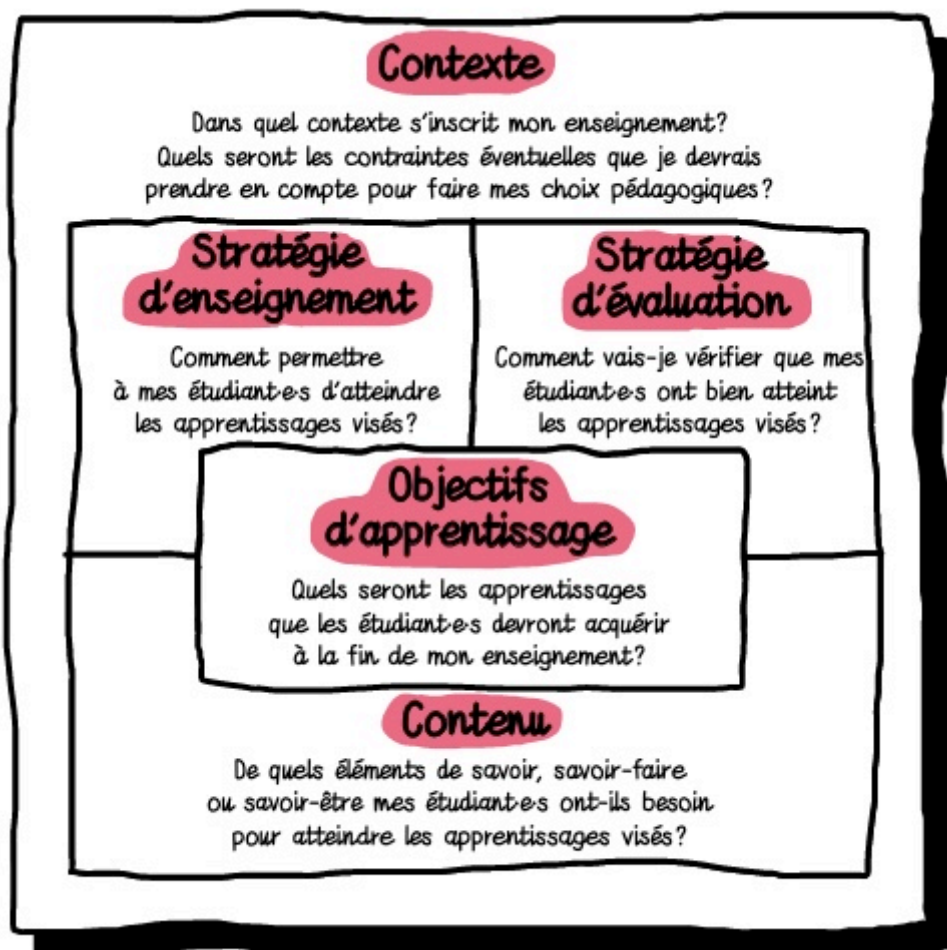 Contexte
Dans quel contexte s'inscrit mon enseignement?
Quels seront les contraintes éventuelles que je devrais
prendre en compte pour faire mes choix pédagogiques?
Stratégie
d'enseignement
Comment permettre
à mes étudiant·e·s d'atteindre
les apprentissages visés?
Stratégie
d'évaluation
Comment vais-je vérifier que mes
étudiant·e·s ont bien atteint
les apprentissages visés?
Objectifs
d'apprentissage
Quels seront les apprentissages
que les étudiant·e·s devront acquérir
à la fin de mon enseignement?
Contenu
De quels éléments de savoir, savoir-faire
ou savoir-être mes étudiant·e·s ont-ils besoin
pour atteindre les apprentissages visés?